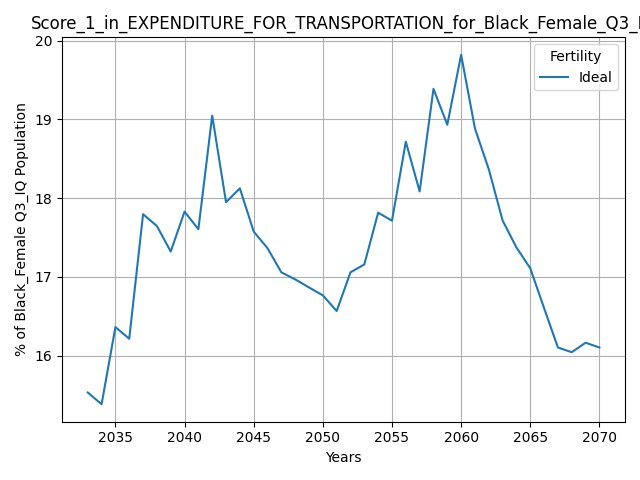 Score_1_in_EXPENDITURE_FOR_TRANSPORTATION_for_Black_Female_Q3_I
20
19
18
17
16
% of Black_Female Q3_IQ Population
Fertility
Ideal
2035 2040 2045 2050 2055 2060 2065 2070
Years